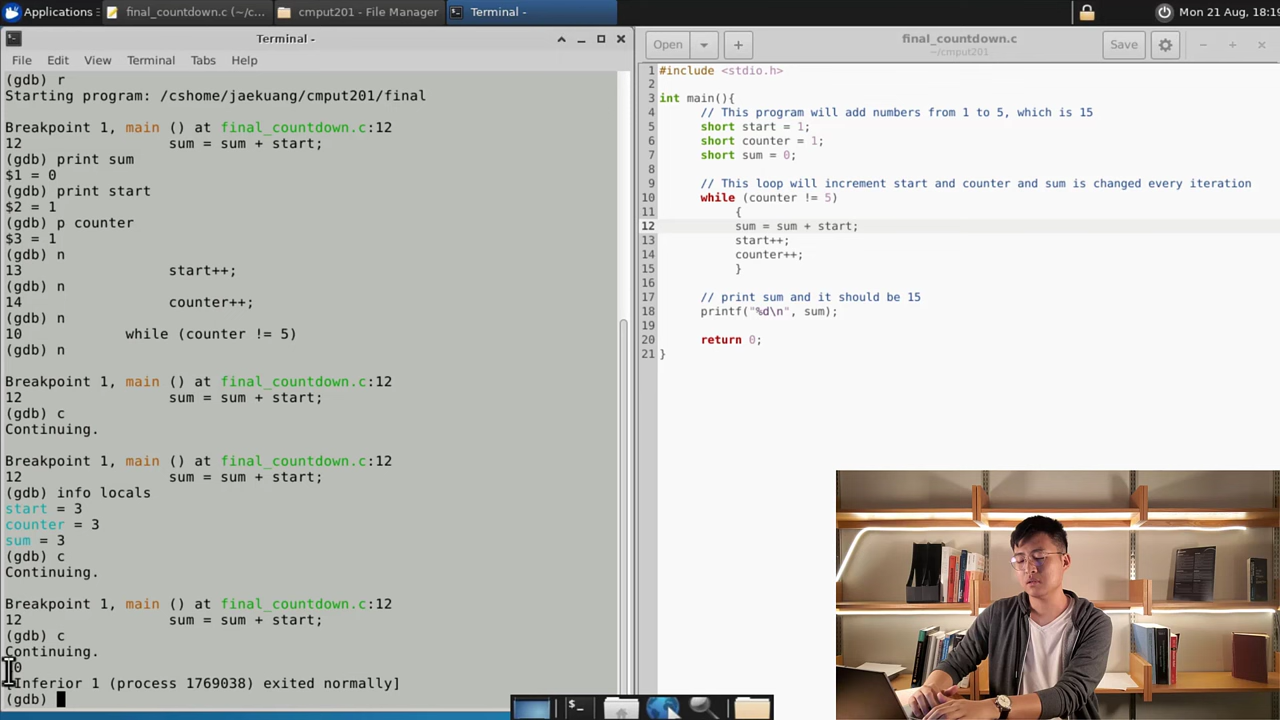 Applications
final_countdown.c (~/c...
cmput201 - File Manager
Terminal -
Mon 21 Aug, 18:19
Terminal -
File Edit View Terminal Tabs Help
(gdb) r
Starting program: /cshome/jaekuang/cmput201/final

Breakpoint 1, main () at final_countdown.c:12
12 sum = sum + start;
(gdb) print sum
$1 = 0
(gdb) print start
$2 = 1
(gdb) p counter
$3 = 1
(gdb) n
13 start++;
(gdb) n
14 counter++;
(gdb) n
10 while (counter != 5)
(gdb) n

Breakpoint 1, main () at final_countdown.c:12
12 sum = sum + start;
(gdb) c
Continuing.

Breakpoint 1, main () at final_countdown.c:12
12 sum = sum + start;
(gdb) info locals
start = 3
counter = 3
sum = 3
(gdb) c
Continuing.

Breakpoint 1, main () at final_countdown.c:12
12 sum = sum + start;
(gdb) c
Continuing.
0
[Inferior 1 (process 1769038) exited normally]
(gdb)
Open
final_countdown.c
~/cmput201
Save
1 #include <stdio.h>
2
3 int main(){
4 // This program will add numbers from 1 to 5, which is 15
5 short start = 1;
6 short counter = 1;
7 short sum = 0;
8
9 // This loop will increment start and counter and sum is changed every iteration
10 while (counter != 5)
11 {
12 sum = sum + start;
13 start++;
14 counter++;
15 }
16
17 // print sum and it should be 15
18 printf("%d\n", sum);
19
20 return 0;
21 }